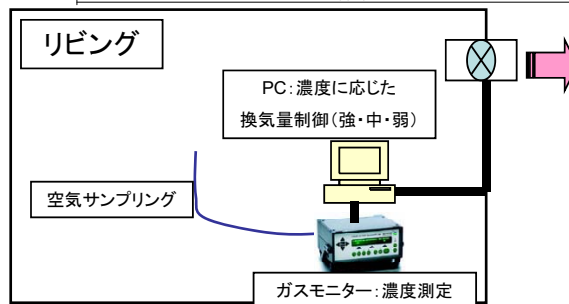 リビング
PC：濃度に応じた
換気量制御（強・中・弱）
空気サンプリング
ガスモニター：濃度測定